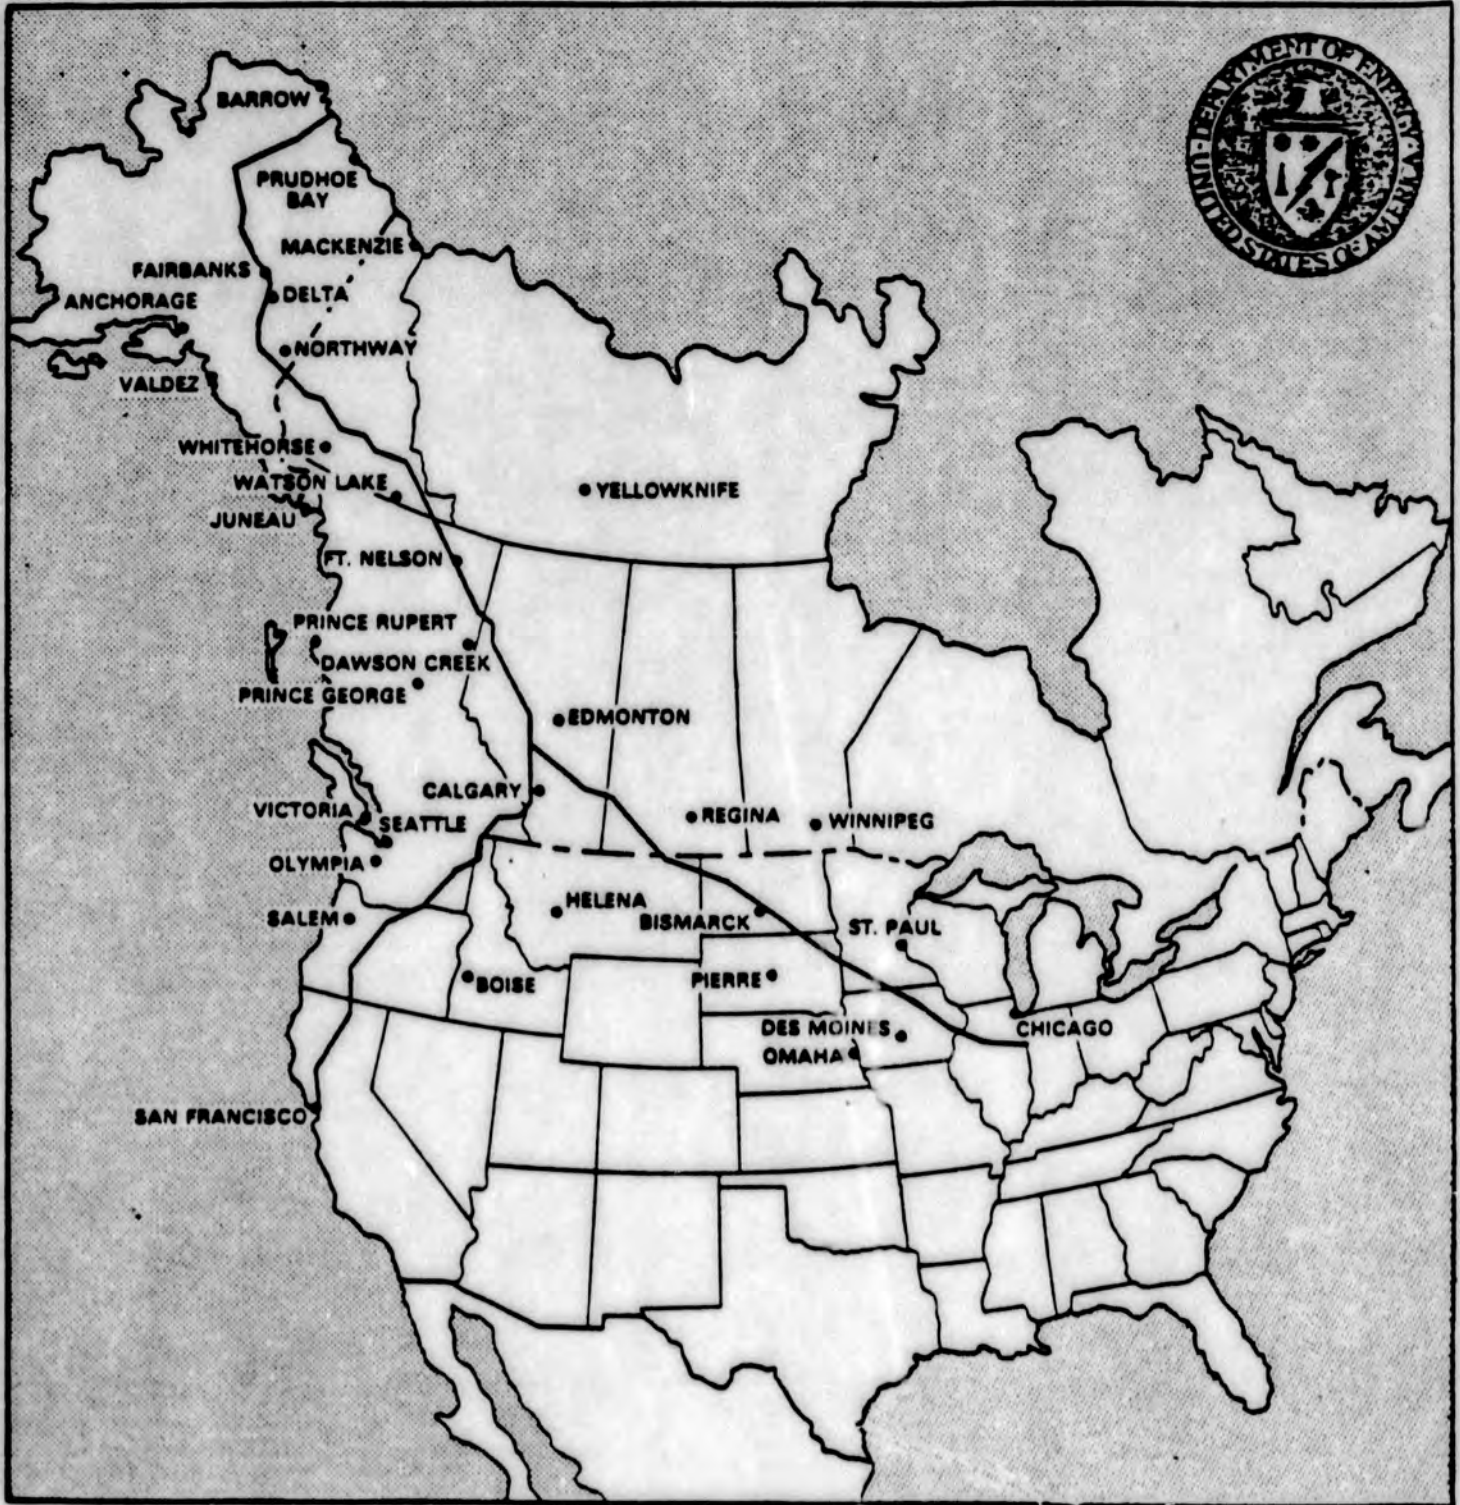 UNITED STATES OF AMERICA
DEPARTMENT OF ENERGY
BARROW
PRUDHOE
BAY
MACKENZIE
FAIRBANKS
DELTA
ANCHORAGE
NORTHWAY
VALDEZ
WHITEHORSE
WATSON LAKE
YELLOWKNIFE
JUNEAU
FT. NELSON
PRINCE RUPERT
DAWSON CREEK
PRINCE GEORGE
EDMONTON
CALGARY
VICTORIA
SEATTLE
REGINA
WINNIPEG
OLYMPIA
HELENA
SALEM
BISMARCK
ST. PAUL
BOISE
PIERRE
DES MOINES
CHICAGO
OMAHA
SAN FRANCISCO